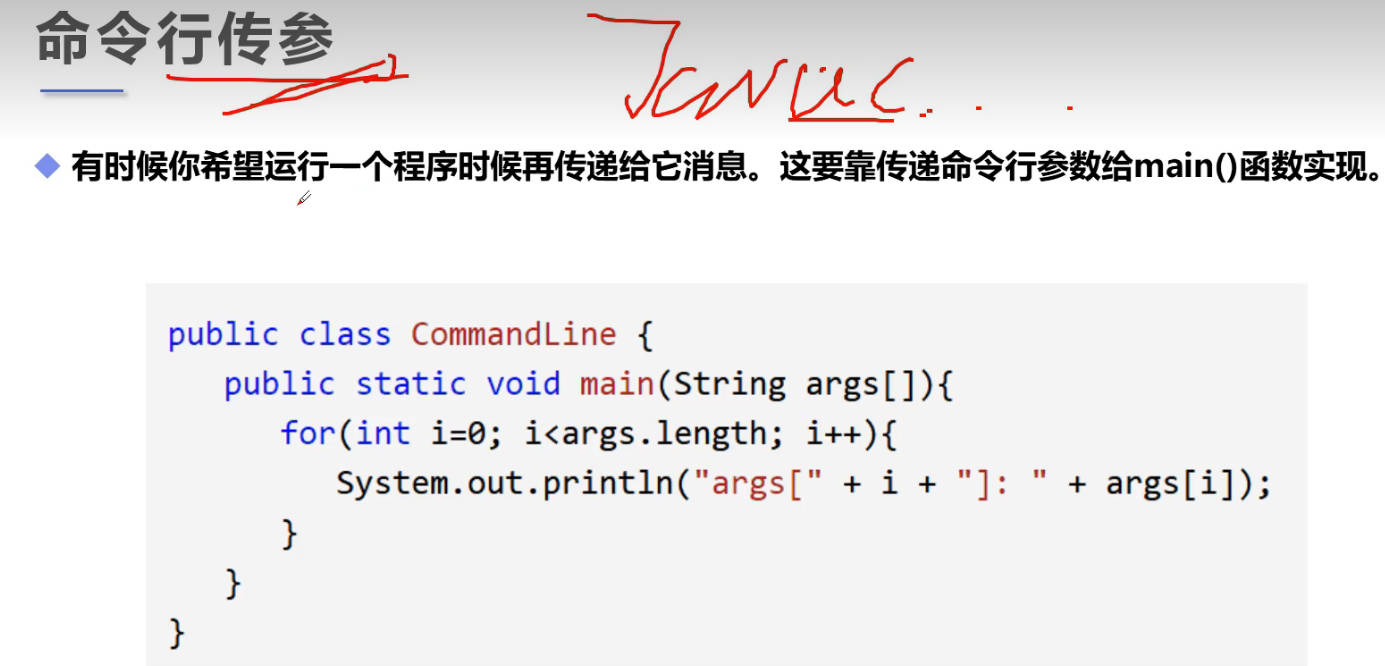 命令行传参
有时候你希望运行一个程序时候再传递给它消息。这要靠传递命令行参数给main()函数实现。
public class CommandLine {
   public static void main(String args[]){
      for(int i=0; i<args.length; i++){
         System.out.println("args[" + i + "]: " + args[i]);
      }
   }
}